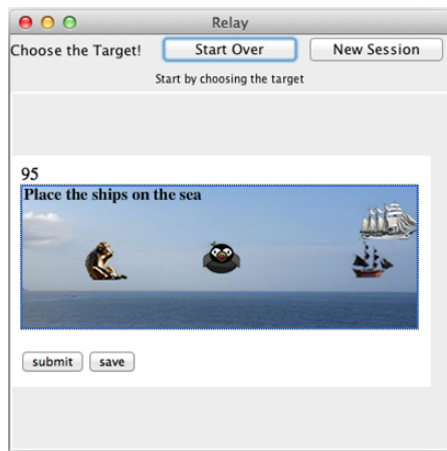 Relay
Choose the Target! Start Over New Session
Start by choosing the target
95
Place the ships on the sea
submit save